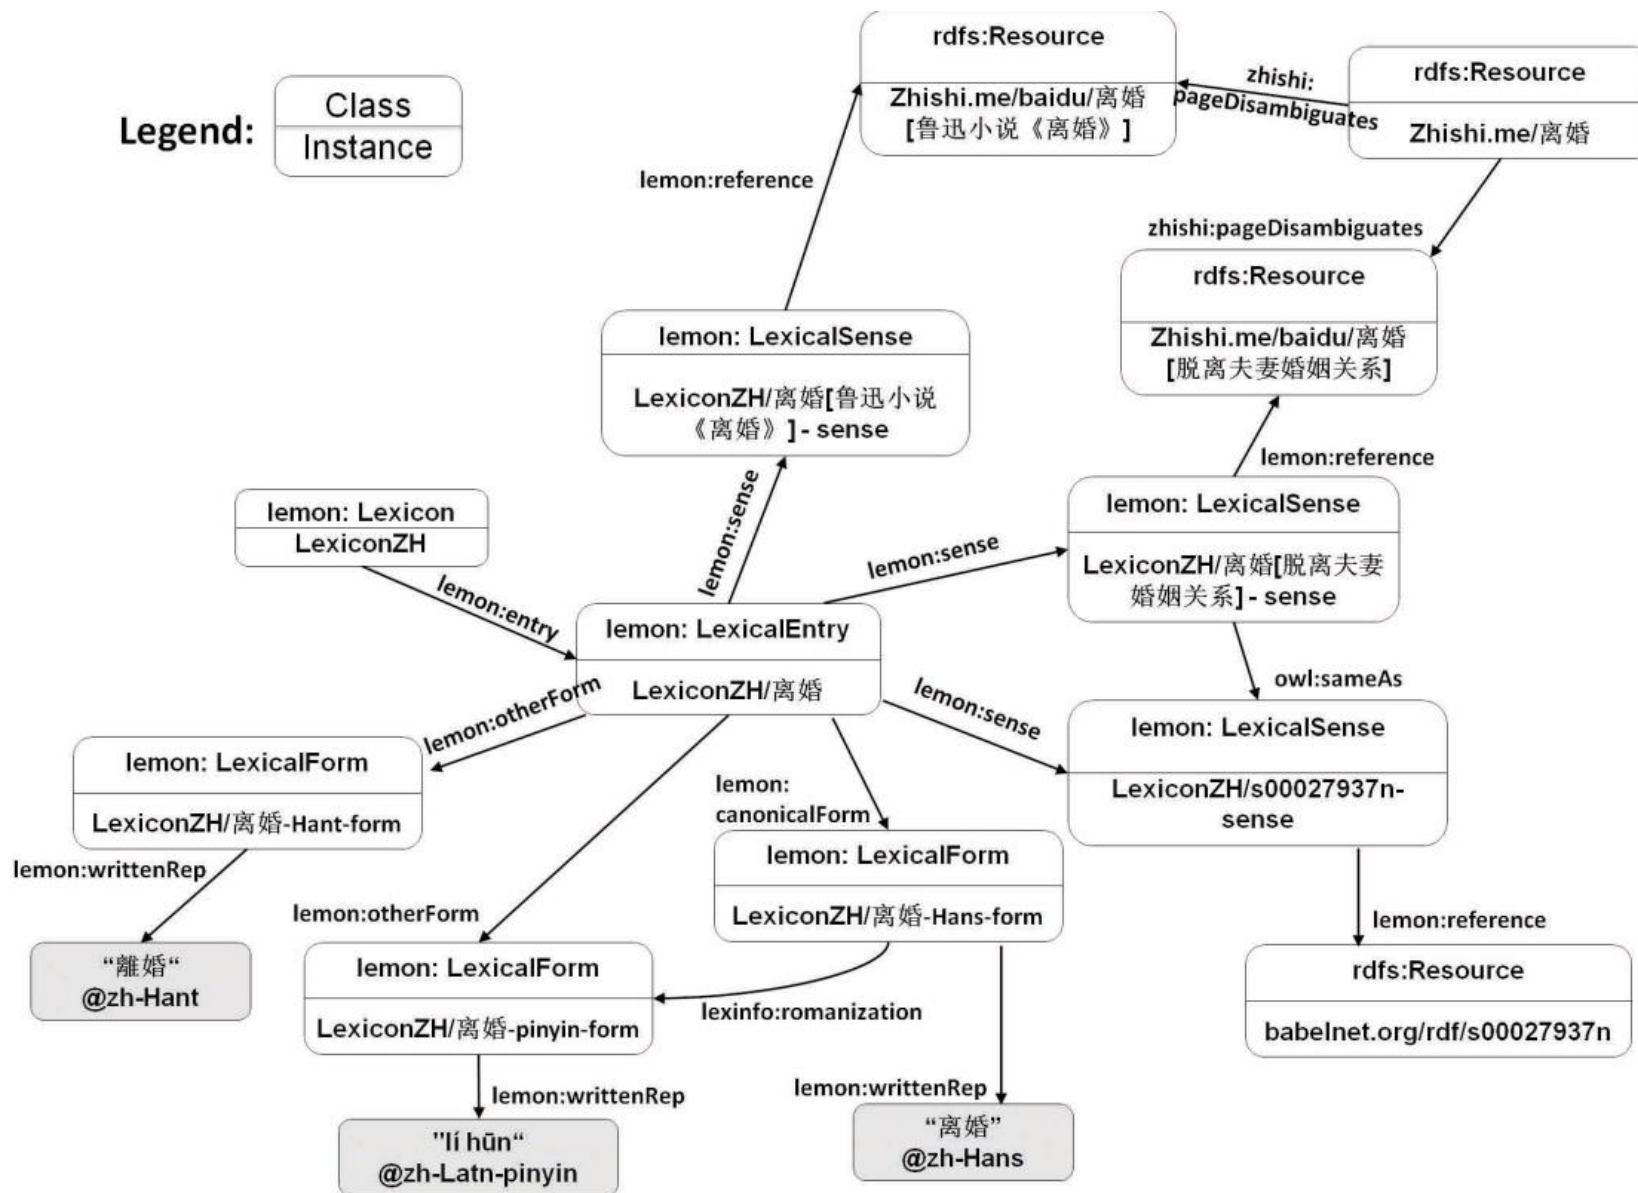 rdfs:Resource
Zhishi.me/baidu/离婚
[鲁迅小说《离婚》]
zhishi:
pageDisambiguates
rdfs:Resource
Zhishi.me/离婚
Legend:
Class
Instance
lemon:reference
zhishi:pageDisambiguates
rdfs:Resource
Zhishi.me/baidu/离婚
[脱离夫妻婚姻关系]
lemon: LexicalSense
LexiconZH/离婚[鲁迅小说
《离婚》] - sense
lemon:reference
lemon: Lexicon
LexiconZH
lemon:sense
lemon:sense
lemon: LexicalSense
LexiconZH/离婚[脱离夫妻
婚姻关系] - sense
lemon:entry
lemon: LexicalEntry
LexiconZH/离婚
owl:sameAs
lemon:otherForm
lemon:sense
lemon: LexicalSense
LexiconZH/s00027937n-
sense
lemon: LexicalForm
LexiconZH/离婚-Hant-form
lemon:
canonicalForm
lemon: LexicalForm
LexiconZH/离婚-Hans-form
lemon:writtenRep
lemon:otherForm
lemon:reference
“離婚“
@zh-Hant
lemon: LexicalForm
LexiconZH/离婚-pinyin-form
lexinfo:romanization
rdfs:Resource
babelnet.org/rdf/s00027937n
lemon:writtenRep
lemon:writtenRep
"lí hūn“
@zh-Latn-pinyin
“离婚”
@zh-Hans